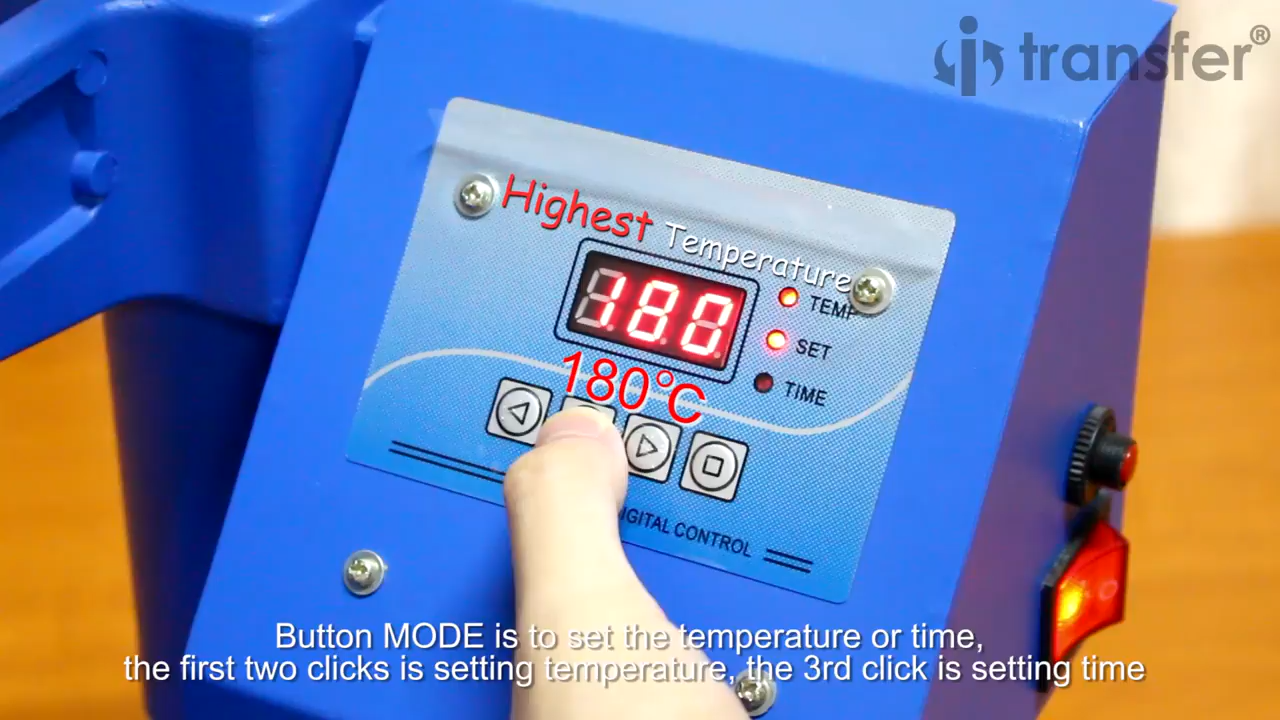 transfer®
Highest Temperature
180
TEMP
SET
TIME
180°C
DIGITAL CONTROL
Button MODE is to set the temperature or time,
the first two clicks is setting temperature, the 3rd click is setting time